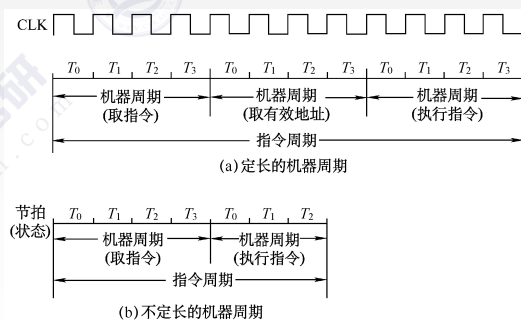 CLK
T0 T1 T2 T3 T0 T1 T2 T3 T0 T1 T2 T3
机器周期 机器周期 机器周期
(取指令) (取有效地址) (执行指令)
指令周期
(a)定长的机器周期
节拍 T0 T1 T2 T3 T0 T1 T2
(状态)
机器周期 机器周期
(取指令) (执行指令)
指令周期
(b)不定长的机器周期